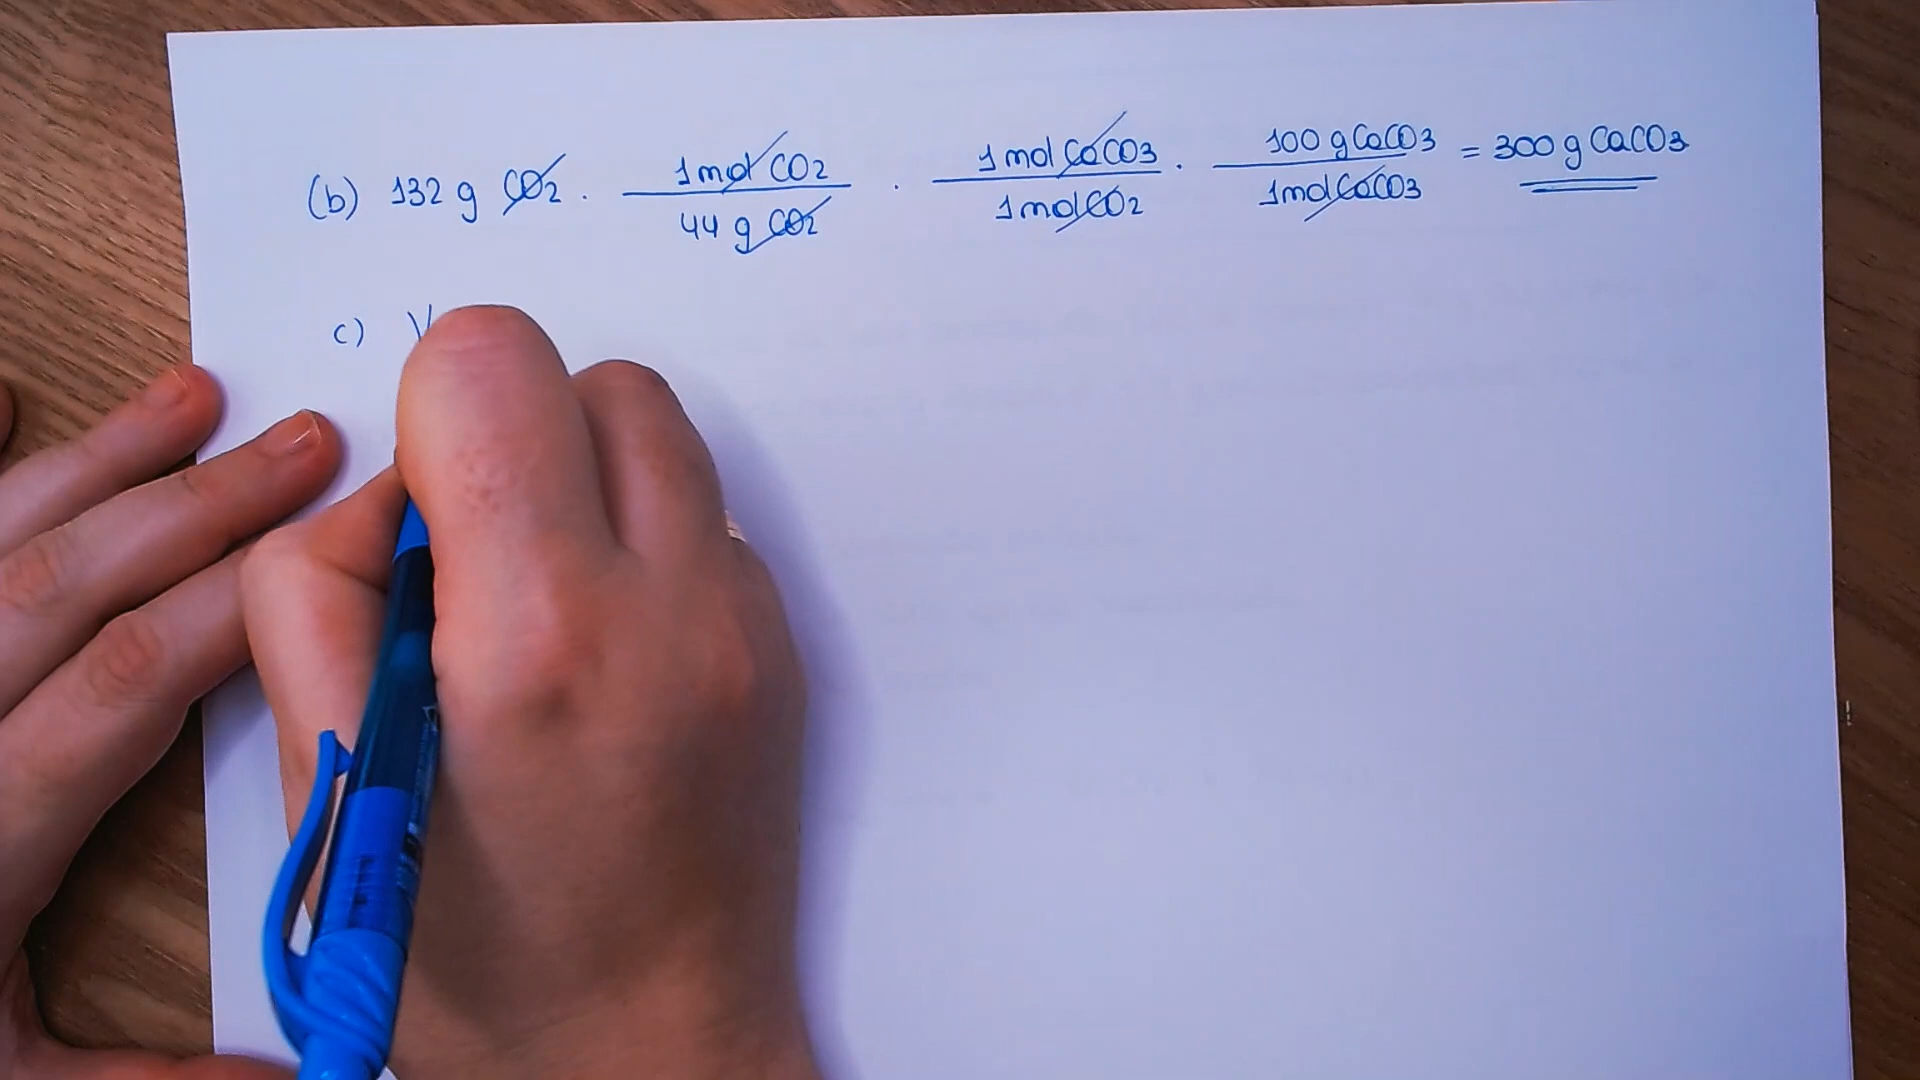 (b) 132 g CO2 · 1 mol CO2 / 44 g CO2 · 1 mol CaCO3 / 1 mol CO2 · 100 g CaCO3 / 1 mol CaCO3 = 300 g CaCO3
c) V